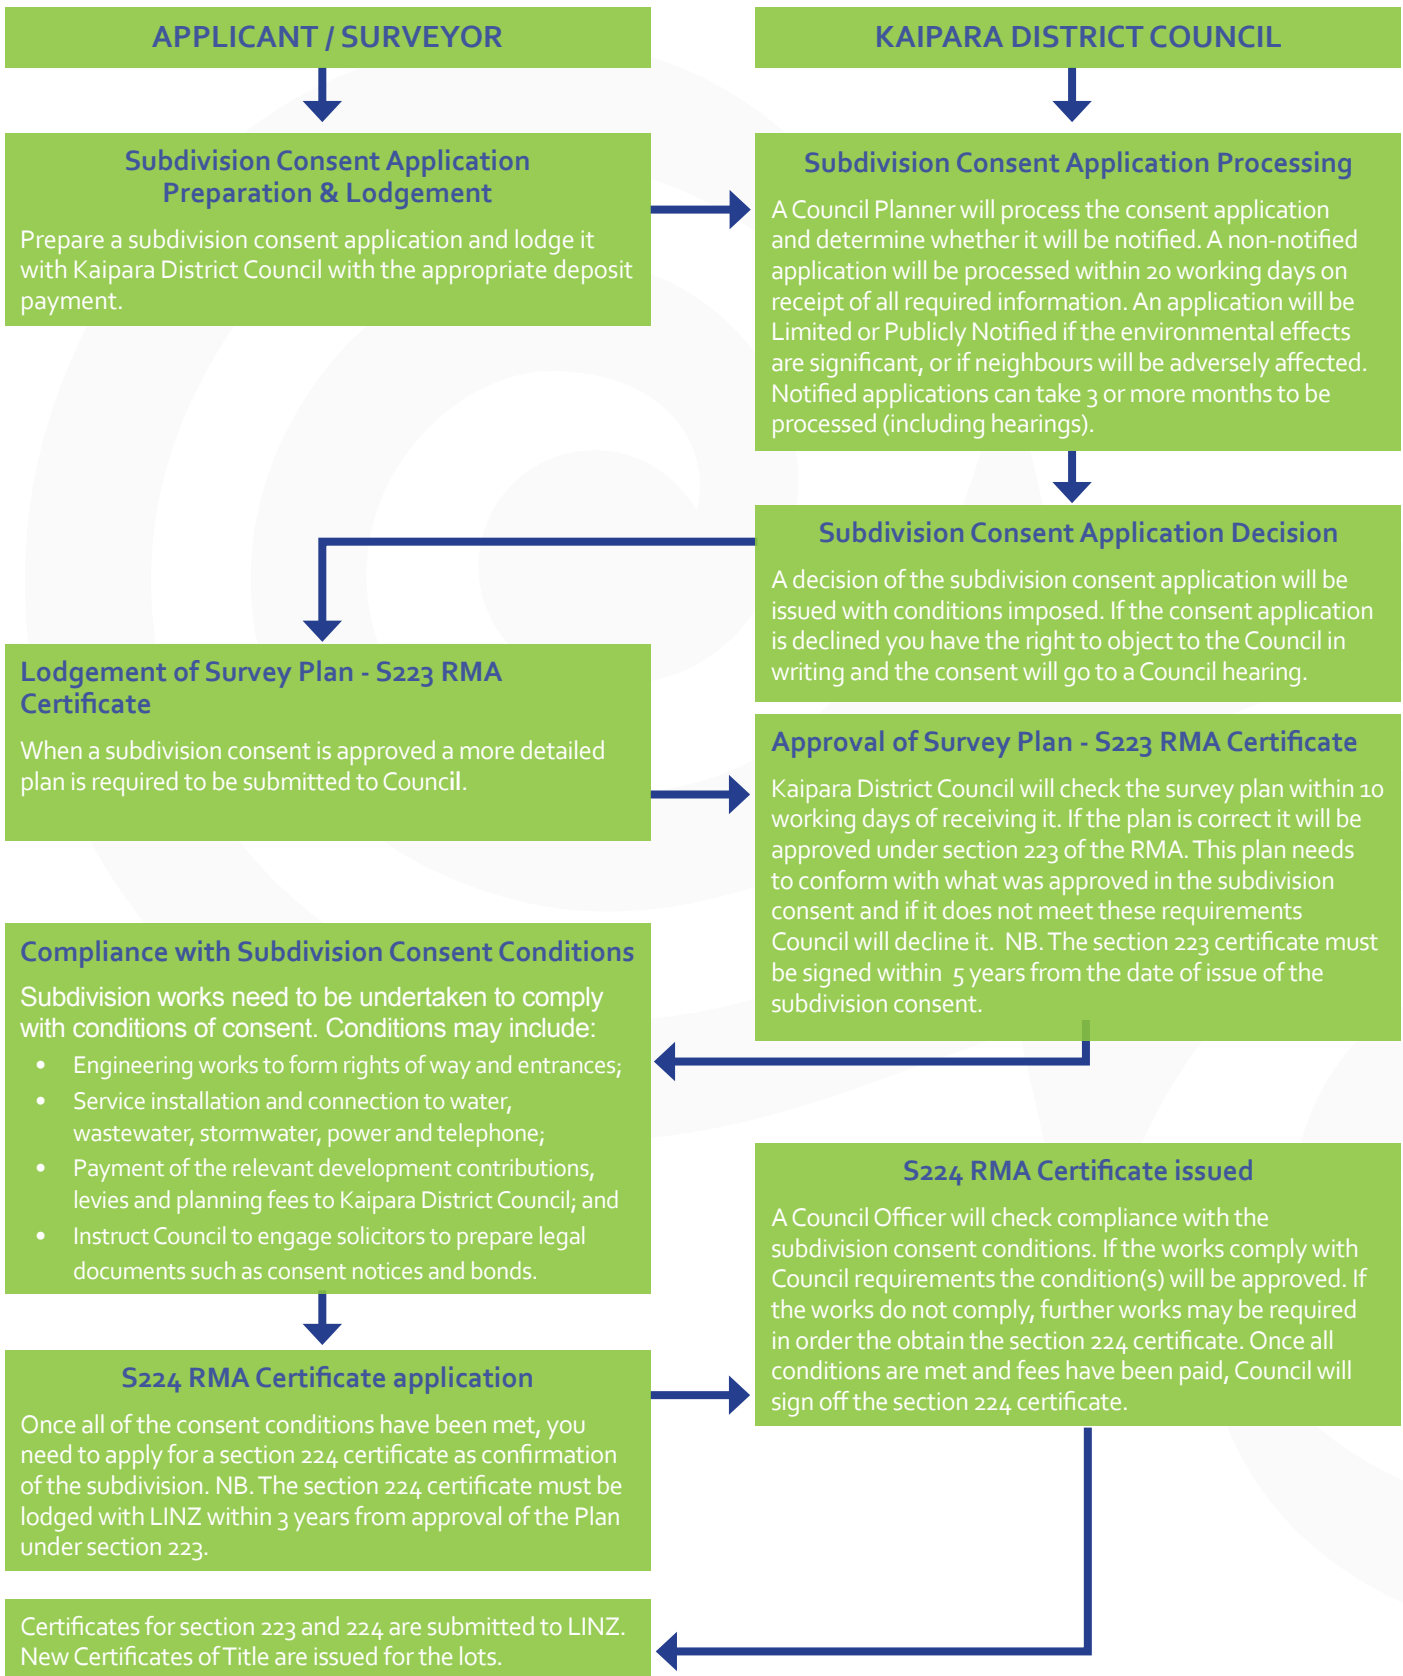 APPLICANT / SURVEYOR
KAIPARA DISTRICT COUNCIL
Subdivision Consent Application
Preparation & Lodgement
Prepare a subdivision consent application and lodge it
with Kaipara District Council with the appropriate deposit
payment.
Subdivision Consent Application Processing
A Council Planner will process the consent application
and determine whether it will be notified. A non-notified
application will be processed within 20 working days on
receipt of all required information. An application will be
Limited or Publicly Notified if the environmental effects
are significant, or if neighbours will be adversely affected.
Notified applications can take 3 or more months to be
processed (including hearings).
Subdivision Consent Application Decision
A decision of the subdivision consent application will be
issued with conditions imposed. If the consent application
is declined you have the right to object to the Council in
writing and the consent will go to a Council hearing.
Lodgement of Survey Plan - S223 RMA
Certificate
When a subdivision consent is approved a more detailed
plan is required to be submitted to Council.
Approval of Survey Plan - S223 RMA Certificate
Kaipara District Council will check the survey plan within 10
working days of receiving it. If the plan is correct it will be
approved under section 223 of the RMA. This plan needs
to conform with what was approved in the subdivision
consent and if it does not meet these requirements
Council will decline it. NB. The section 223 certificate must
be signed within 5 years from the date of issue of the
subdivision consent.
Compliance with Subdivision Consent Conditions
Subdivision works need to be undertaken to comply
with conditions of consent. Conditions may include:
• Engineering works to form rights of way and entrances;
• Service installation and connection to water,
wastewater, stormwater, power and telephone;
• Payment of the relevant development contributions,
levies and planning fees to Kaipara District Council; and
• Instruct Council to engage solicitors to prepare legal
documents such as consent notices and bonds.
S224 RMA Certificate issued
A Council Officer will check compliance with the
subdivision consent conditions. If the works comply with
Council requirements the condition(s) will be approved. If
the works do not comply, further works may be required
in order the obtain the section 224 certificate. Once all
conditions are met and fees have been paid, Council will
sign off the section 224 certificate.
S224 RMA Certificate application
Once all of the consent conditions have been met, you
need to apply for a section 224 certificate as confirmation
of the subdivision. NB. The section 224 certificate must be
lodged with LINZ within 3 years from approval of the Plan
under section 223.
Certificates for section 223 and 224 are submitted to LINZ.
New Certificates of Title are issued for the lots.